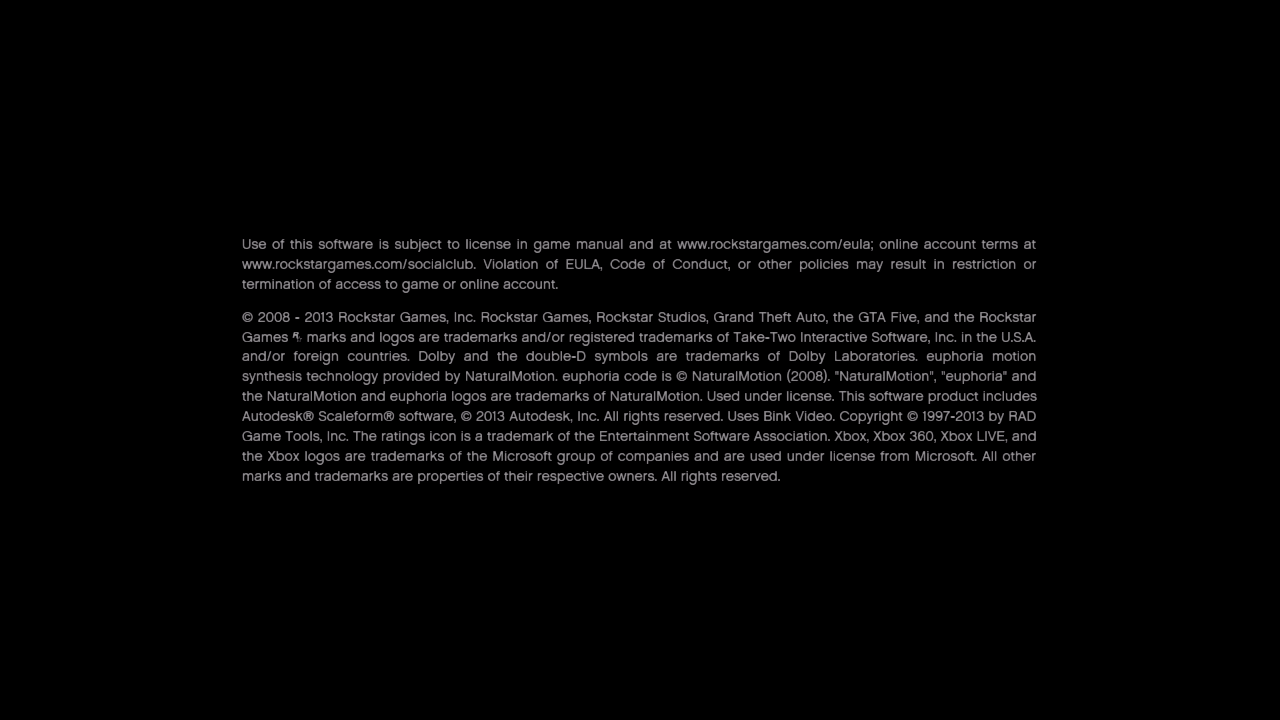 Use of this software is subject to license in game manual and at www.rockstargames.com/eula; online account terms at
www.rockstargames.com/socialclub. Violation of EULA, Code of Conduct, or other policies may result in restriction or
termination of access to game or online account.
© 2008 - 2013 Rockstar Games, Inc. Rockstar Games, Rockstar Studios, Grand Theft Auto, the GTA Five, and the Rockstar
Games R marks and logos are trademarks and/or registered trademarks of Take-Two Interactive Software, Inc. in the U.S.A.
and/or foreign countries. Dolby and the double-D symbols are trademarks of Dolby Laboratories. euphoria motion
synthesis technology provided by NaturalMotion. euphoria code is © NaturalMotion (2008). "NaturalMotion", "euphoria" and
the NaturalMotion and euphoria logos are trademarks of NaturalMotion. Used under license. This software product includes
Autodesk® Scaleform® software, © 2013 Autodesk, Inc. All rights reserved. Uses Bink Video. Copyright © 1997-2013 by RAD
Game Tools, Inc. The ratings icon is a trademark of the Entertainment Software Association. Xbox, Xbox 360, Xbox LIVE, and
the Xbox logos are trademarks of the Microsoft group of companies and are used under license from Microsoft. All other
marks and trademarks are properties of their respective owners. All rights reserved.